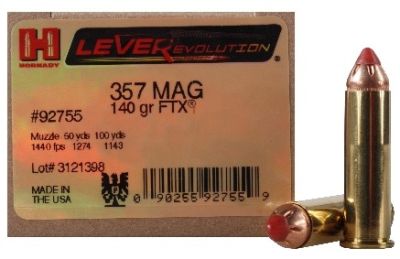 H
HORNADY
LEVERevolution
357 MAG
140 gr FTX®
#92755
Muzzle 50 yds 100 yds
1440 fps 1274 1143
Lot# 3121398
MADE IN
THE USA
0 90255 92755 9